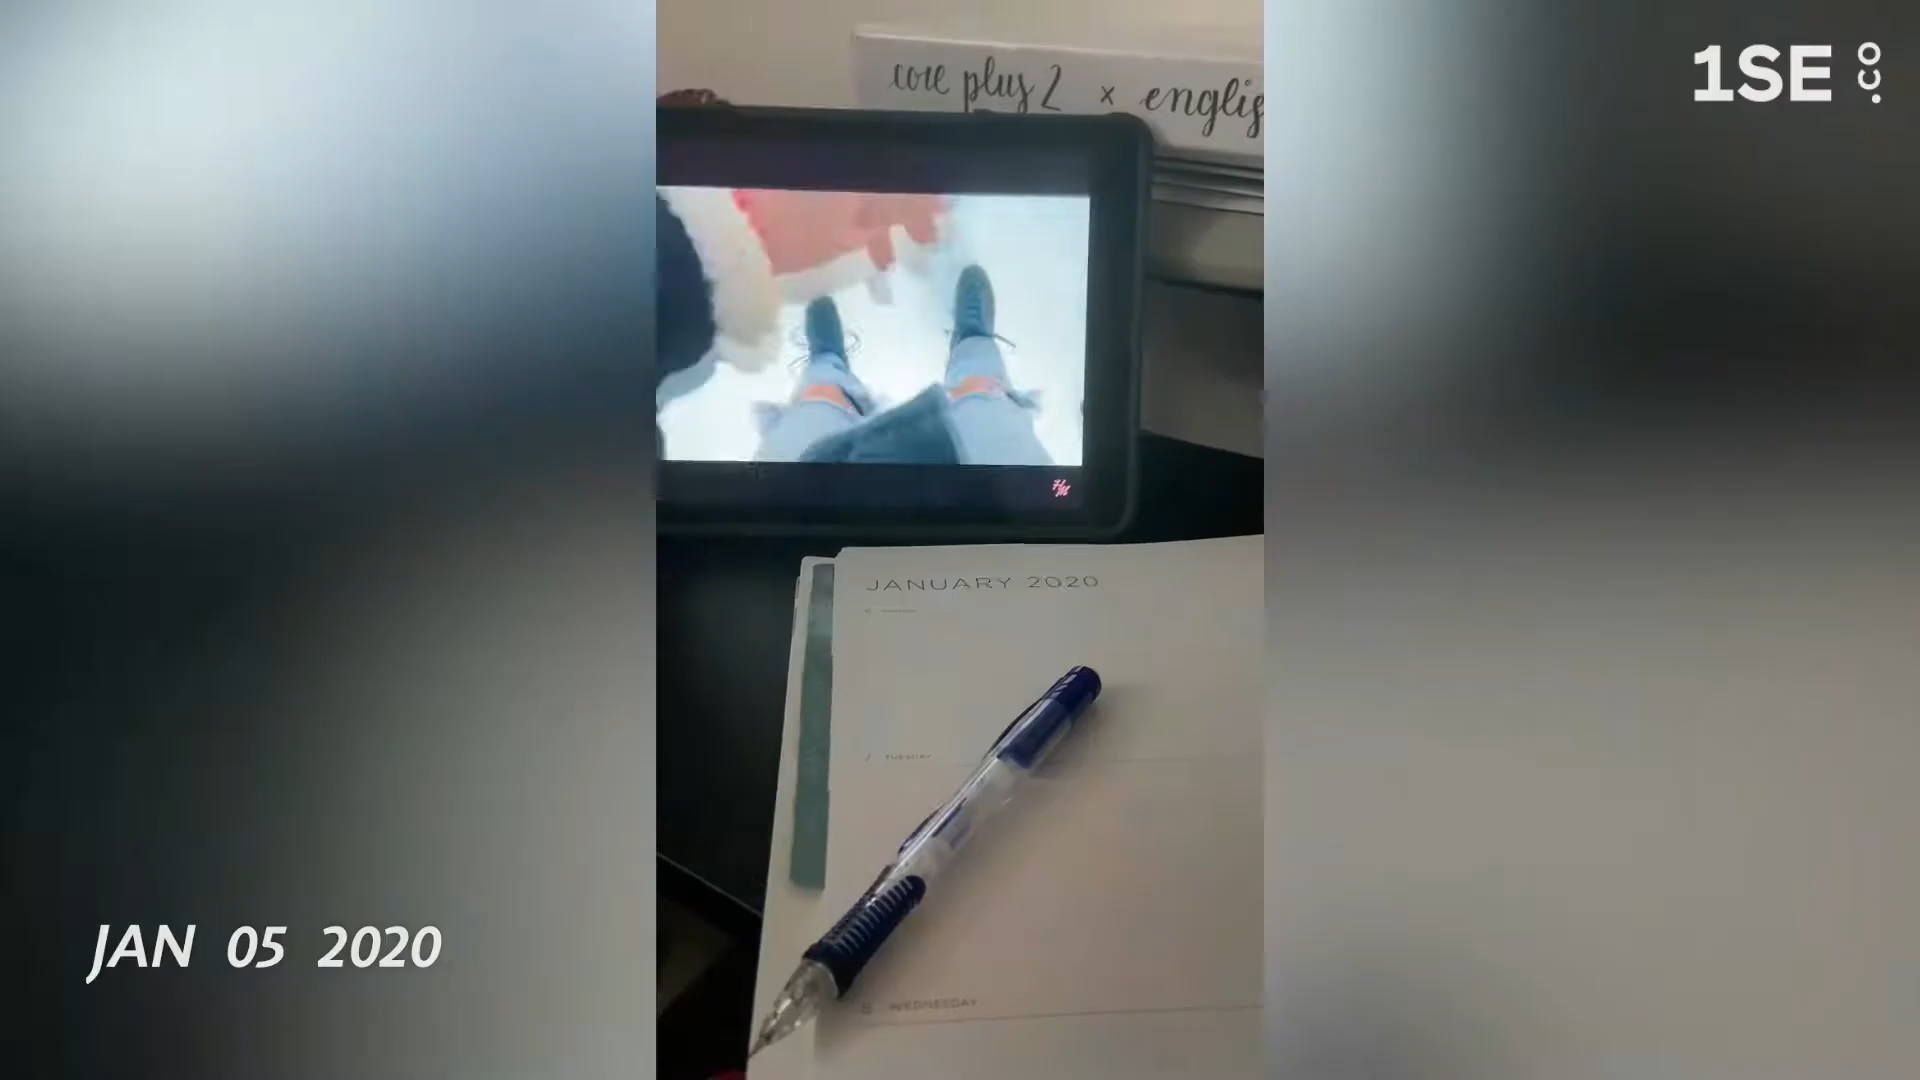 1SE .CO
core plus 2 x englis
JANUARY 2020
7 TUESDAY
8 WEDNESDAY
JAN 05 2020